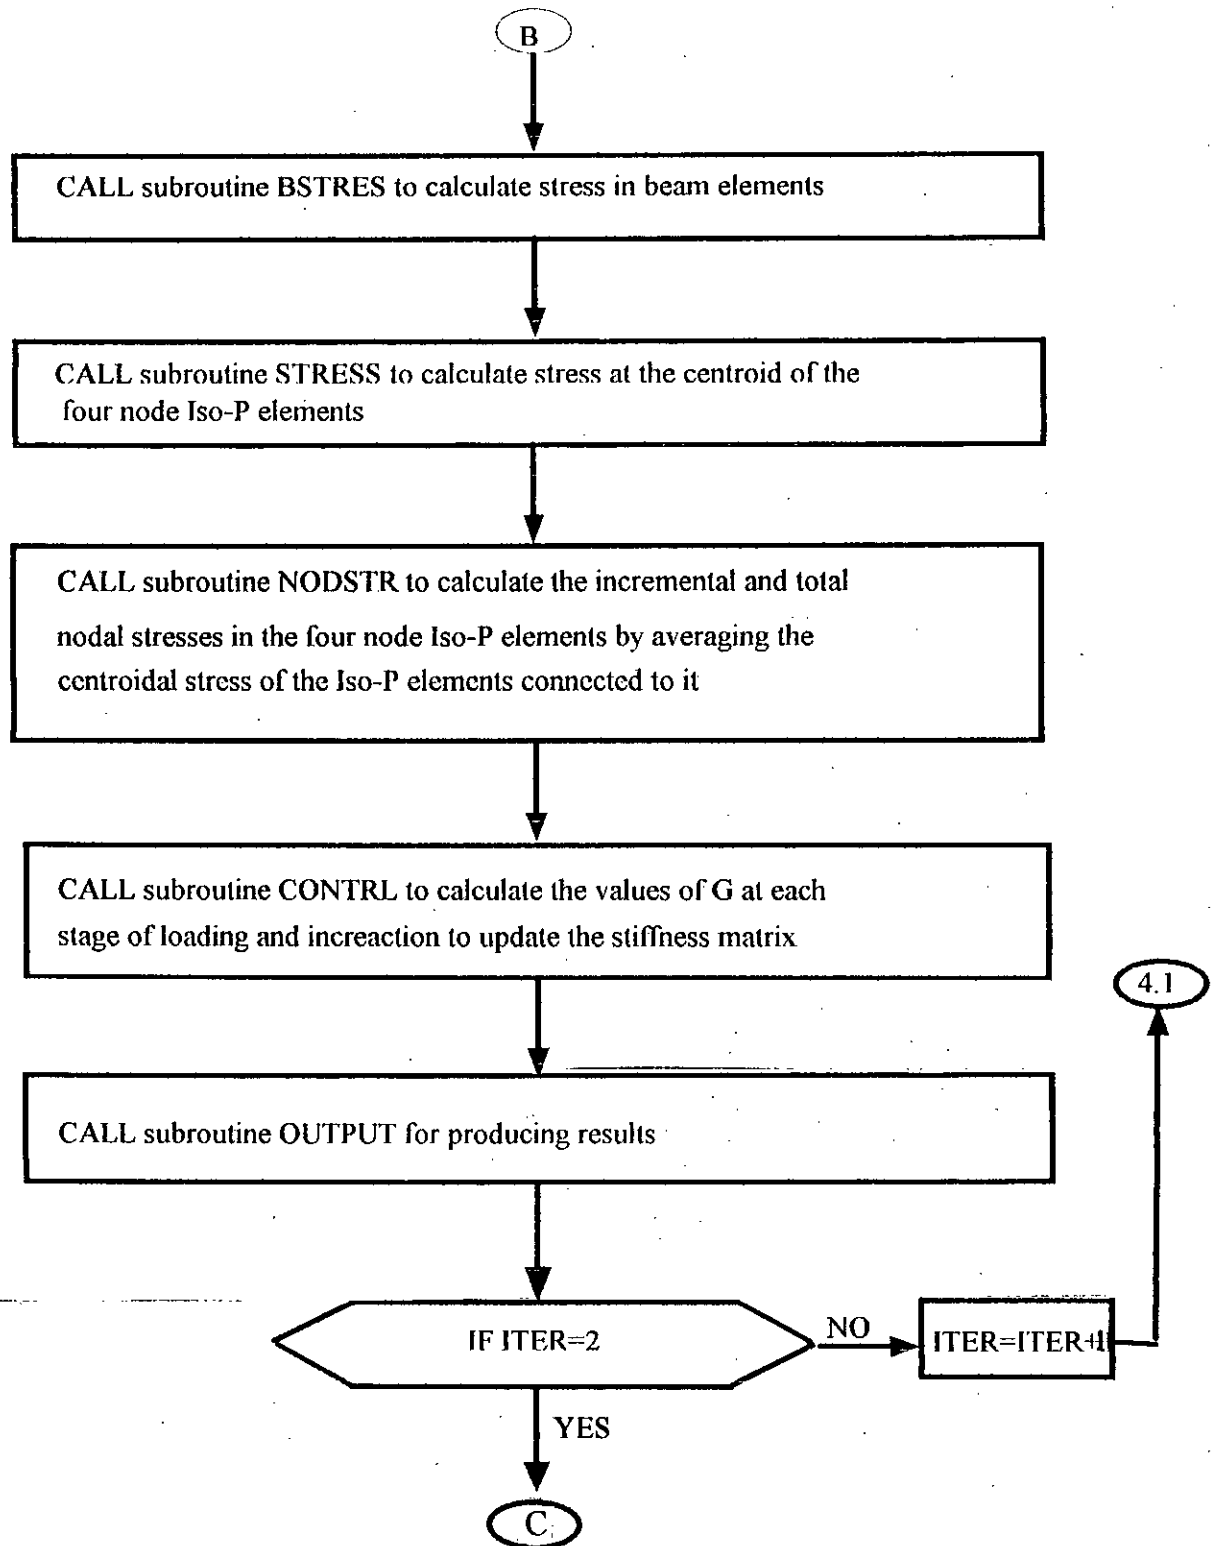 B
CALL subroutine BSTRES to calculate stress in beam elements
CALL subroutine STRESS to calculate stress at the centroid of the
four node Iso-P elements
CALL subroutine NODSTR to calculate the incremental and total
nodal stresses in the four node Iso-P elements by averaging the
centroidal stress of the Iso-P elements connected to it
CALL subroutine CONTRL to calculate the values of G at each
stage of loading and increaction to update the stiffness matrix
4.1
CALL subroutine OUTPUT for producing results
IF ITER=2
NO
ITER=ITER+1
YES
C